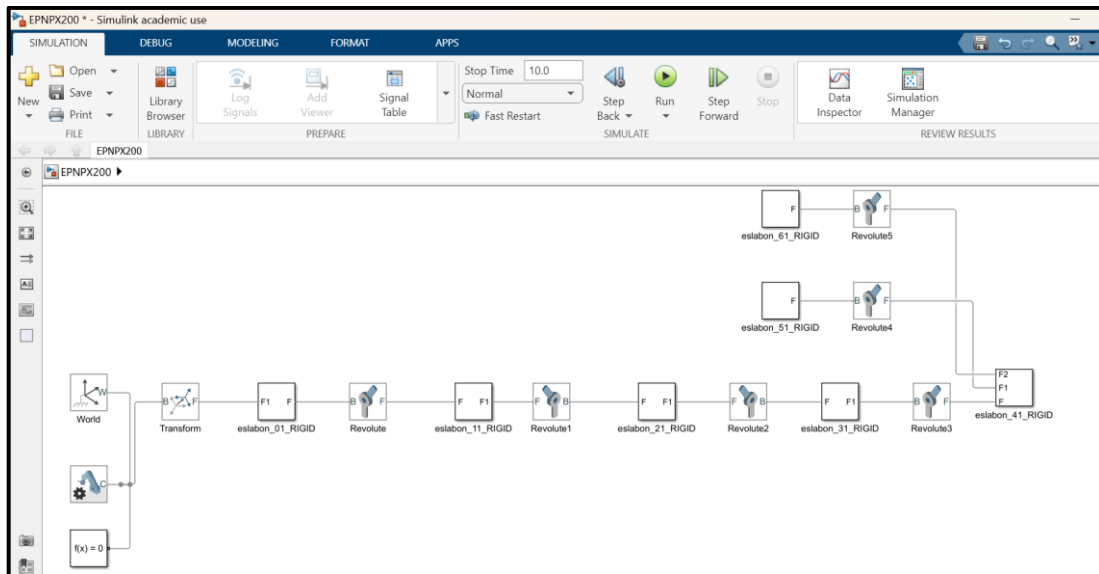 EPNPX200 * - Simulink academic use
SIMULATION DEBUG MODELING FORMAT APPS
New
Open
Save
Print
FILE
Library Browser
LIBRARY
Log Signals
Add Viewer
Signal Table
PREPARE
Stop Time 10.0
Normal
Fast Restart
Step Back
Run
Step Forward
Stop
SIMULATE
Data Inspector
Simulation Manager
REVIEW RESULTS
EPNPX200
EPNPX200
F B F
eslabon_61_RIGID Revolute5
F B F
eslabon_51_RIGID Revolute4
W B F F1 F B F F F1 F B F F1 F B F F1 B F F2 F1 F
World Transform eslabon_01_RIGID Revolute eslabon_11_RIGID Revolute1 eslabon_21_RIGID Revolute2 eslabon_31_RIGID Revolute3 eslabon_41_RIGID
C
f(x) = 0